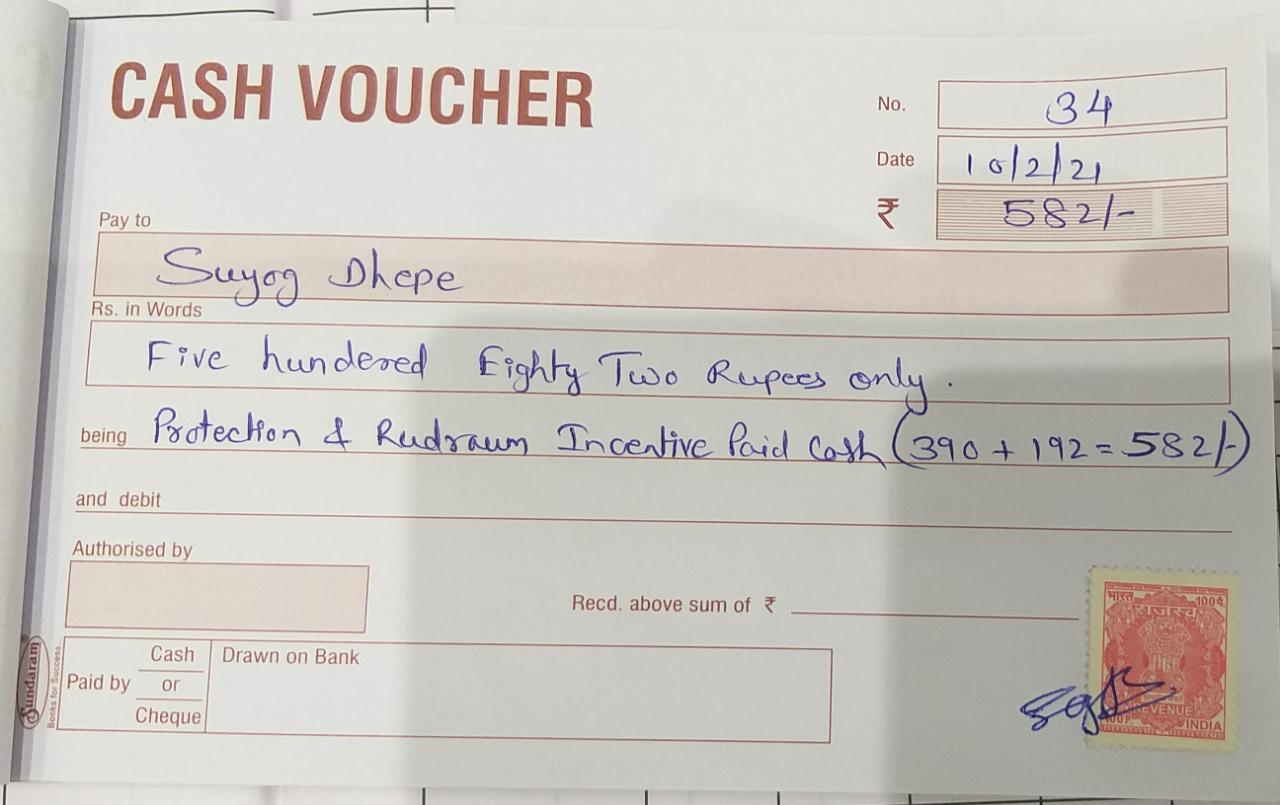 CASH VOUCHER
No. 34
Date 10/2/21
₹ 582/-
Pay to
Suyog Dhepe
Rs. in Words
Five hundered Eighty Two Rupees only.
being Protection & Rudraum Incentive Paid Cash (390 + 192 = 582/-)
and debit
Authorised by
Recd. above sum of ₹
Paid by Cash or Cheque
Drawn on Bank
Sundaram
Books for Success..
भारत 100पै.
राजस्व
REVENUE
100P. INDIA